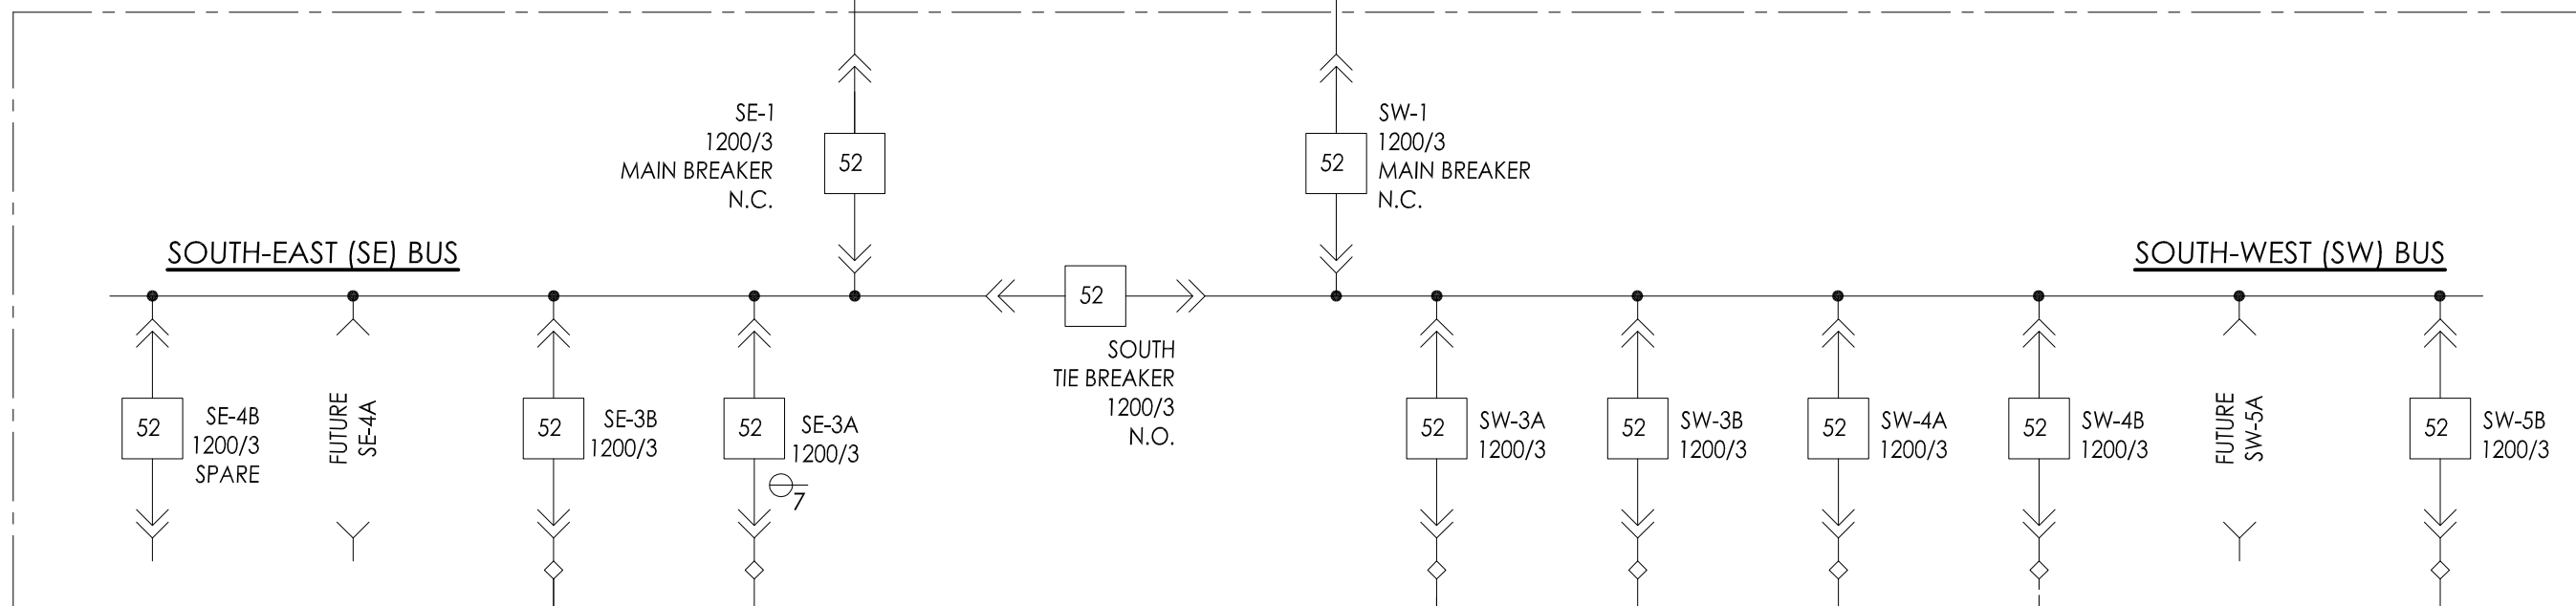 SE-1
1200/3
MAIN BREAKER
N.C.
52
52
SW-1
1200/3
MAIN BREAKER
N.C.
SOUTH-EAST (SE) BUS
SOUTH-WEST (SW) BUS
52
SOUTH
TIE BREAKER
1200/3
N.O.
52
SE-4B
1200/3
SPARE
FUTURE
SE-4A
52
SE-3B
1200/3
52
SE-3A
1200/3
7
52
SW-3A
1200/3
52
SW-3B
1200/3
52
SW-4A
1200/3
52
SW-4B
1200/3
FUTURE
SW-5A
52
SW-5B
1200/3